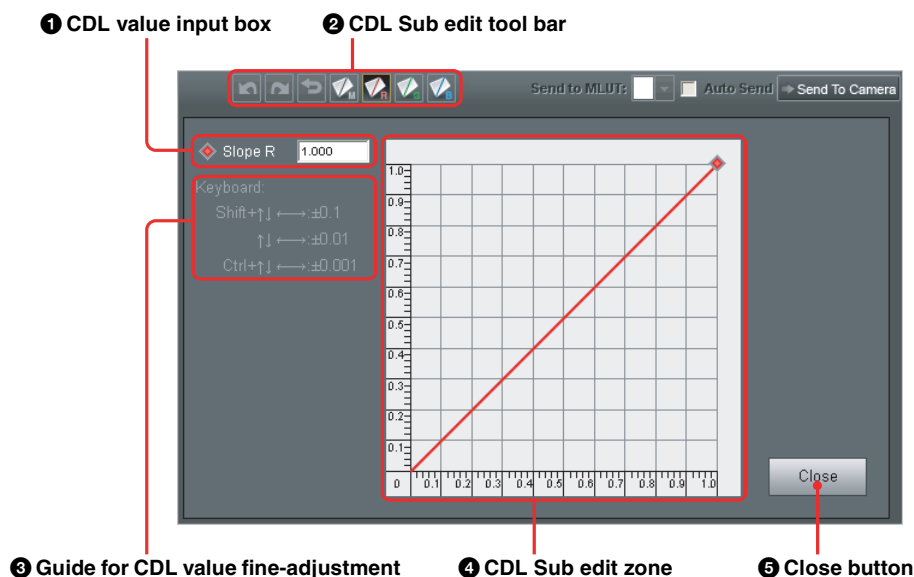 ❶ CDL value input box ❷ CDL Sub edit tool bar
M R G B Send to MLUT: Auto Send Send To Camera
Slope R 1.000
Keyboard:
Shift+↑↓ ←→:±0.1
↑↓ ←→:±0.01
Ctrl+↑↓ ←→:±0.001
1.0
0.9
0.8
0.7
0.6
0.5
0.4
0.3
0.2
0.1
0 0.1 0.2 0.3 0.4 0.5 0.6 0.7 0.8 0.9 1.0
Close
❸ Guide for CDL value fine-adjustment ❹ CDL Sub edit zone ❺ Close button